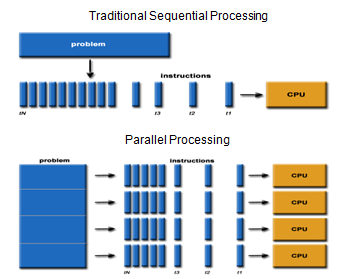 Traditional Sequential Processing
problem
instructions
CPU
tN t3 t2 t1
Parallel Processing
problem instructions
CPU
CPU
CPU
CPU
tN t3 t2 t1